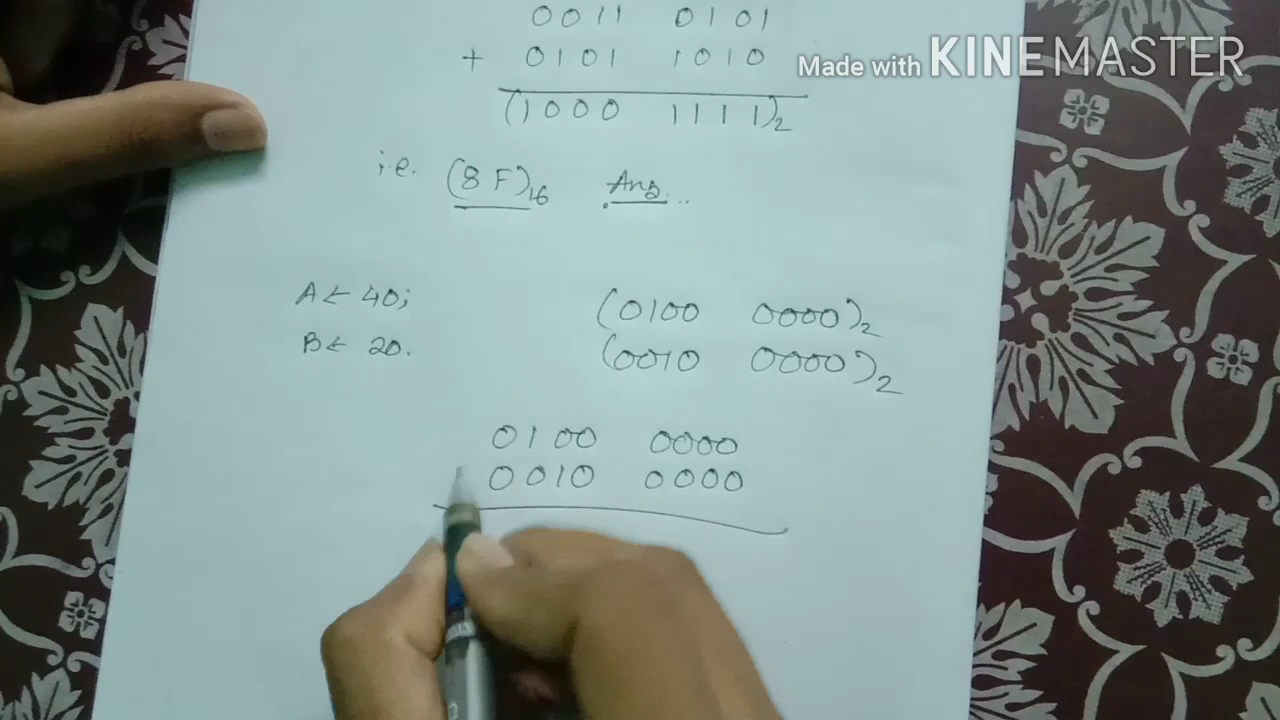 0011 0101
+ 0101 1010
Made with KINEMASTER
(1000 1111)2
i.e. (8F)16 Ans...
A← 40; (0100 0000)2
B← 20. (0010 0000)2
0100 0000
0010 0000